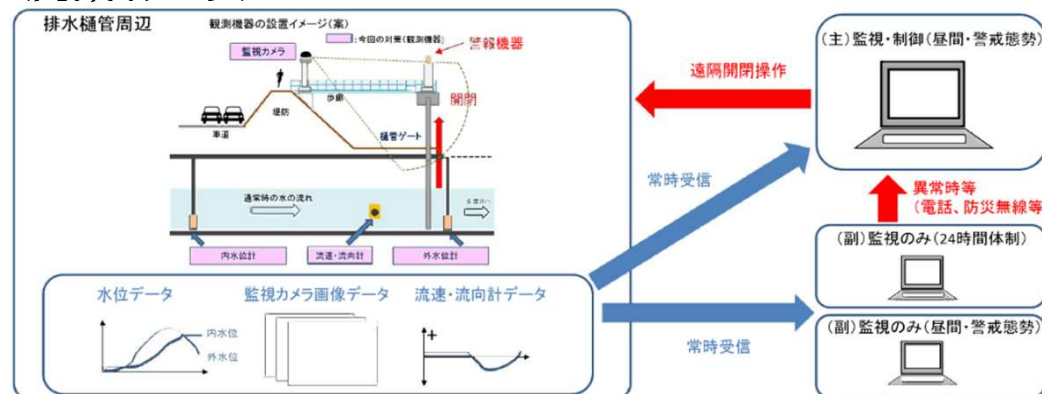 排水樋管周辺
観測機器の設置イメージ(案)
:今回の対策(観測機器)
監視カメラ
警報機器
歩廊
開閉
堤防
車道
樋管ゲート
通常時の水の流れ
内水位計
流速・流向計
外水位計
水位データ
監視カメラ画像データ
流速・流向計データ
内水位
外水位
+
遠隔開閉操作
常時受信
常時受信
(主)監視・制御(昼間・警戒態勢)
異常時等
(電話、防災無線等
(副)監視のみ(24時間体制)
(副)監視のみ(昼間・警戒態勢)